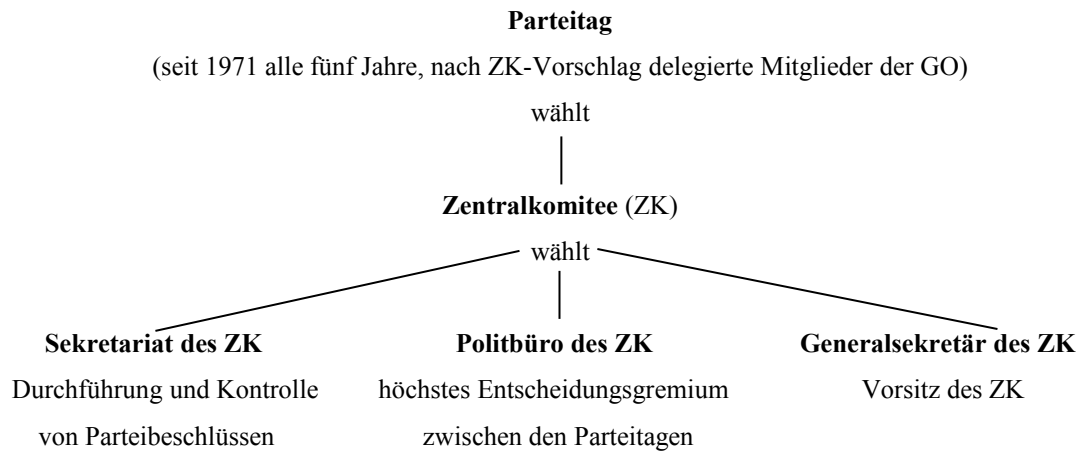 Parteitag
(seit 1971 alle fünf Jahre, nach ZK-Vorschlag delegierte Mitglieder der GO)
wählt
Zentralkomitee (ZK)
wählt
Sekretariat des ZK
Durchführung und Kontrolle
von Parteibeschlüssen
Politbüro des ZK
höchstes Entscheidungsgremium
zwischen den Parteitagen
Generalsekretär des ZK
Vorsitz des ZK